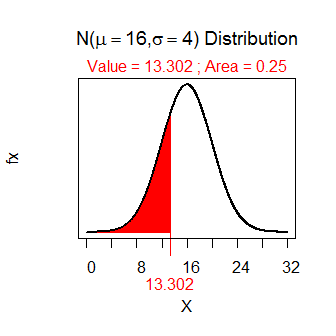 N(μ = 16,σ = 4) Distribution
Value = 13.302 ; Area = 0.25
fx
0 8 16 24 32
13.302
X